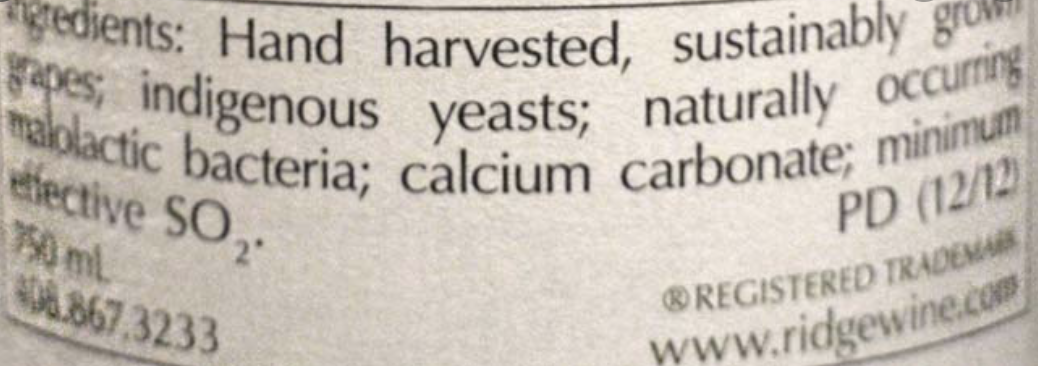 Ingredients: Hand harvested, sustainably grown
grapes; indigenous yeasts; naturally occurring
malolactic bacteria; calcium carbonate; minimum
effective SO₂. PD (12/12)
750 mL ®REGISTERED TRADEMARK
408.867.3233 www.ridgewine.com